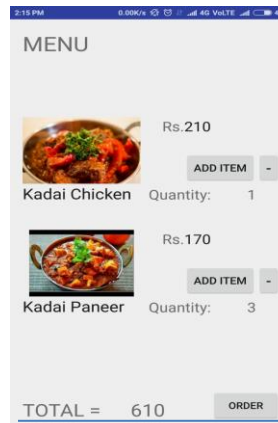 2:15 PM 0.00K/s 4G VoLTE
MENU
Rs.210
ADD ITEM -
Kadai Chicken Quantity: 1
Rs.170
ADD ITEM -
Kadai Paneer Quantity: 3
TOTAL = 610 ORDER